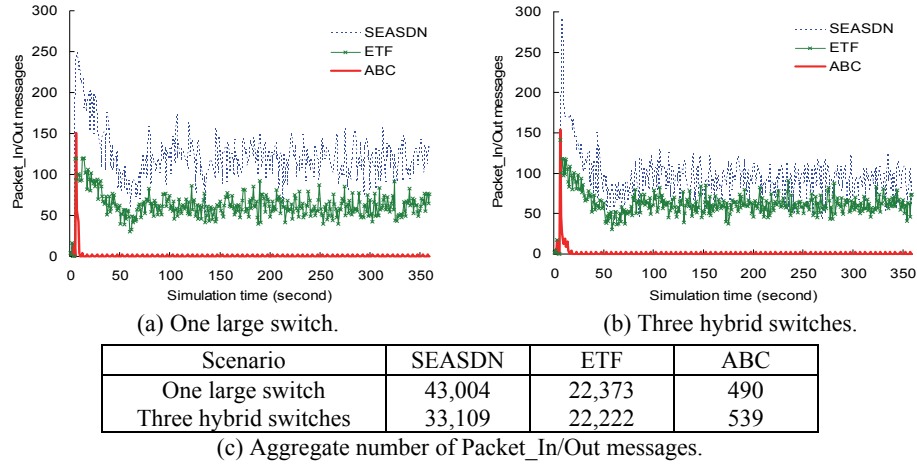 300
250
200
150
100
50
0
Packet_In/Out messages
SEASDN
ETF
ABC
0 50 100 150 200 250 300 350
Simulation time (second)
(a) One large switch.
300
250
200
150
100
50
0
Packet_In/Out messages
SEASDN
ETF
ABC
0 50 100 150 200 250 300 350
Simulation time (second)
(b) Three hybrid switches.
Scenario SEASDN ETF ABC
One large switch 43,004 22,373 490
Three hybrid switches 33,109 22,222 539
(c) Aggregate number of Packet_In/Out messages.